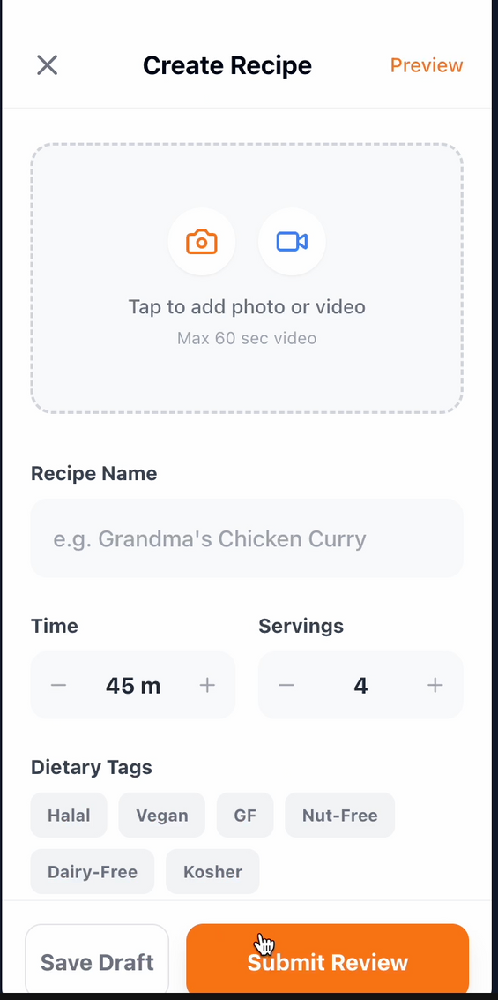 Create Recipe
Preview
Tap to add photo or video
Max 60 sec video
Recipe Name
e.g. Grandma's Chicken Curry
Time
Servings
45 m
4
Dietary Tags
Halal
Vegan
GF
Nut-Free
Dairy-Free
Kosher
Save Draft
Submit Review